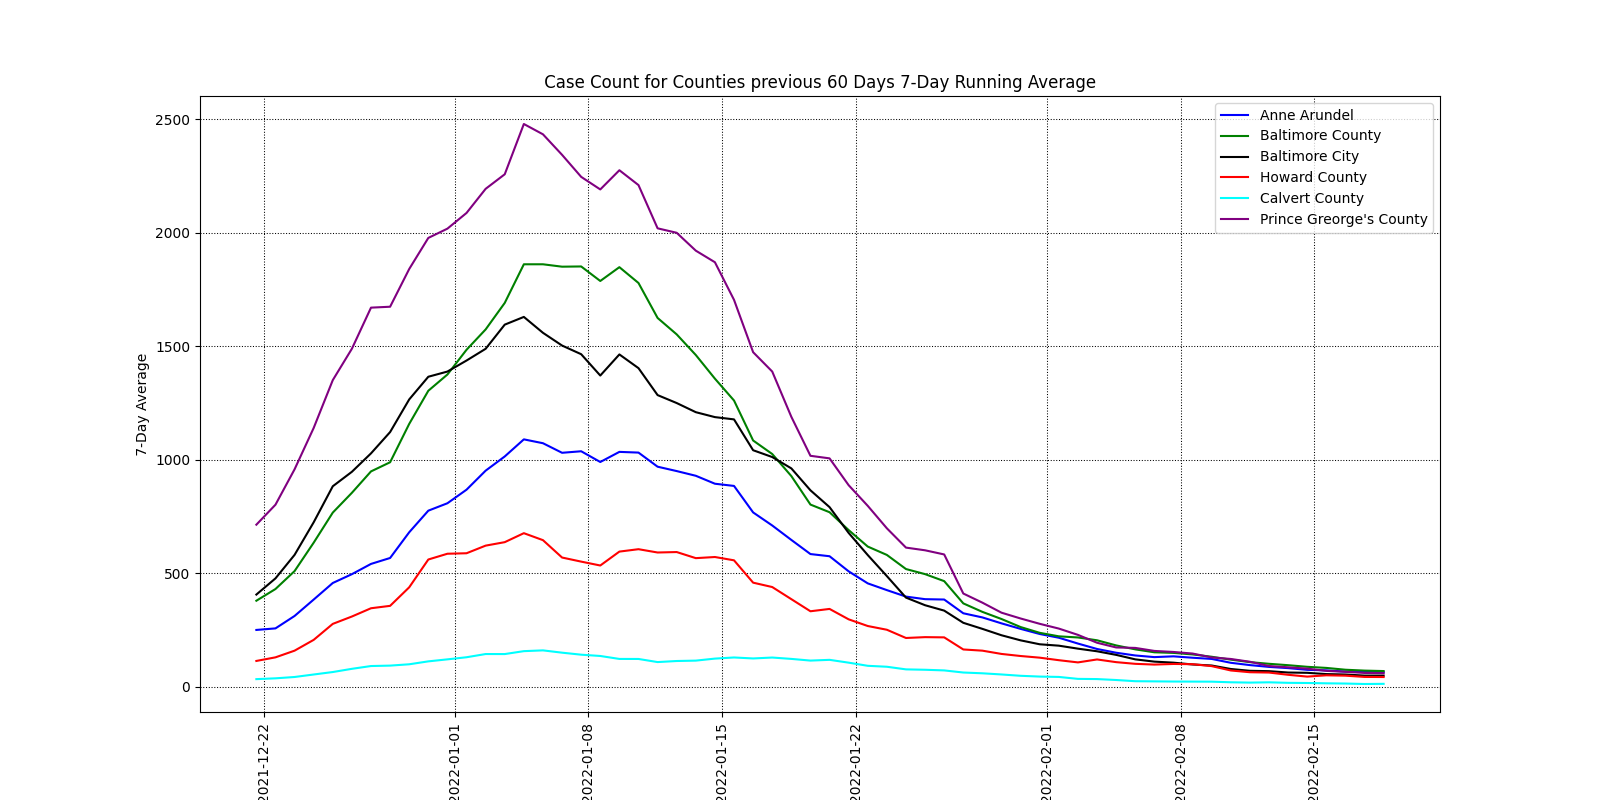 Case Count for Counties previous 60 Days 7-Day Running Average
Anne Arundel
Baltimore County
Baltimore City
Howard County
Calvert County
Prince Greorge's County
7-Day Average
2500
2000
1500
1000
500
0
2021-12-22
2022-01-01
2022-01-08
2022-01-15
2022-01-22
2022-02-01
2022-02-08
2022-02-15